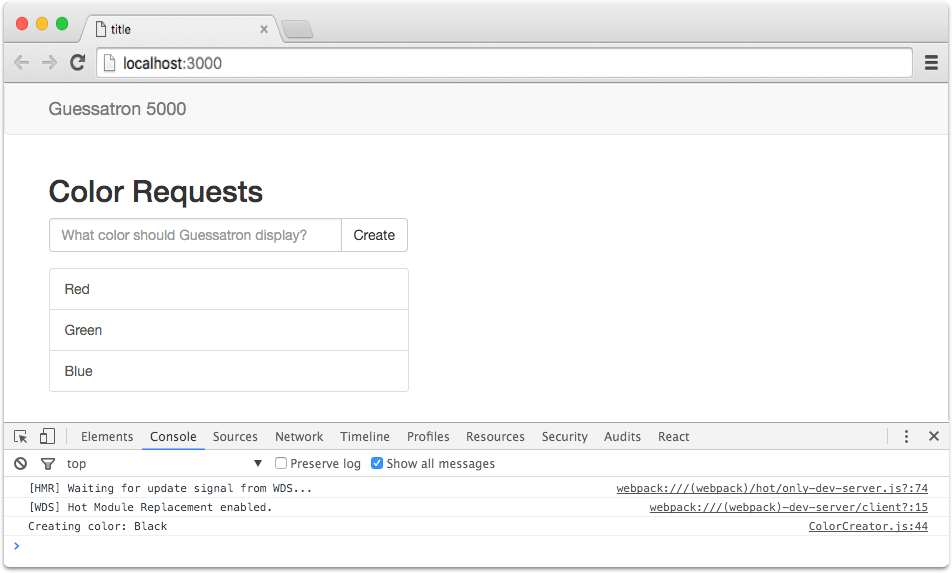 title
localhost:3000
Guessatron 5000
Color Requests
What color should Guessatron display? Create
Red
Green
Blue
Elements Console Sources Network Timeline Profiles Resources Security Audits React
top Preserve log Show all messages
[HMR] Waiting for update signal from WDS... webpack:///(webpack)/hot/only-dev-server.js?:74
[WDS] Hot Module Replacement enabled. webpack:///(webpack)-dev-server/client?:15
Creating color: Black ColorCreator.js:44